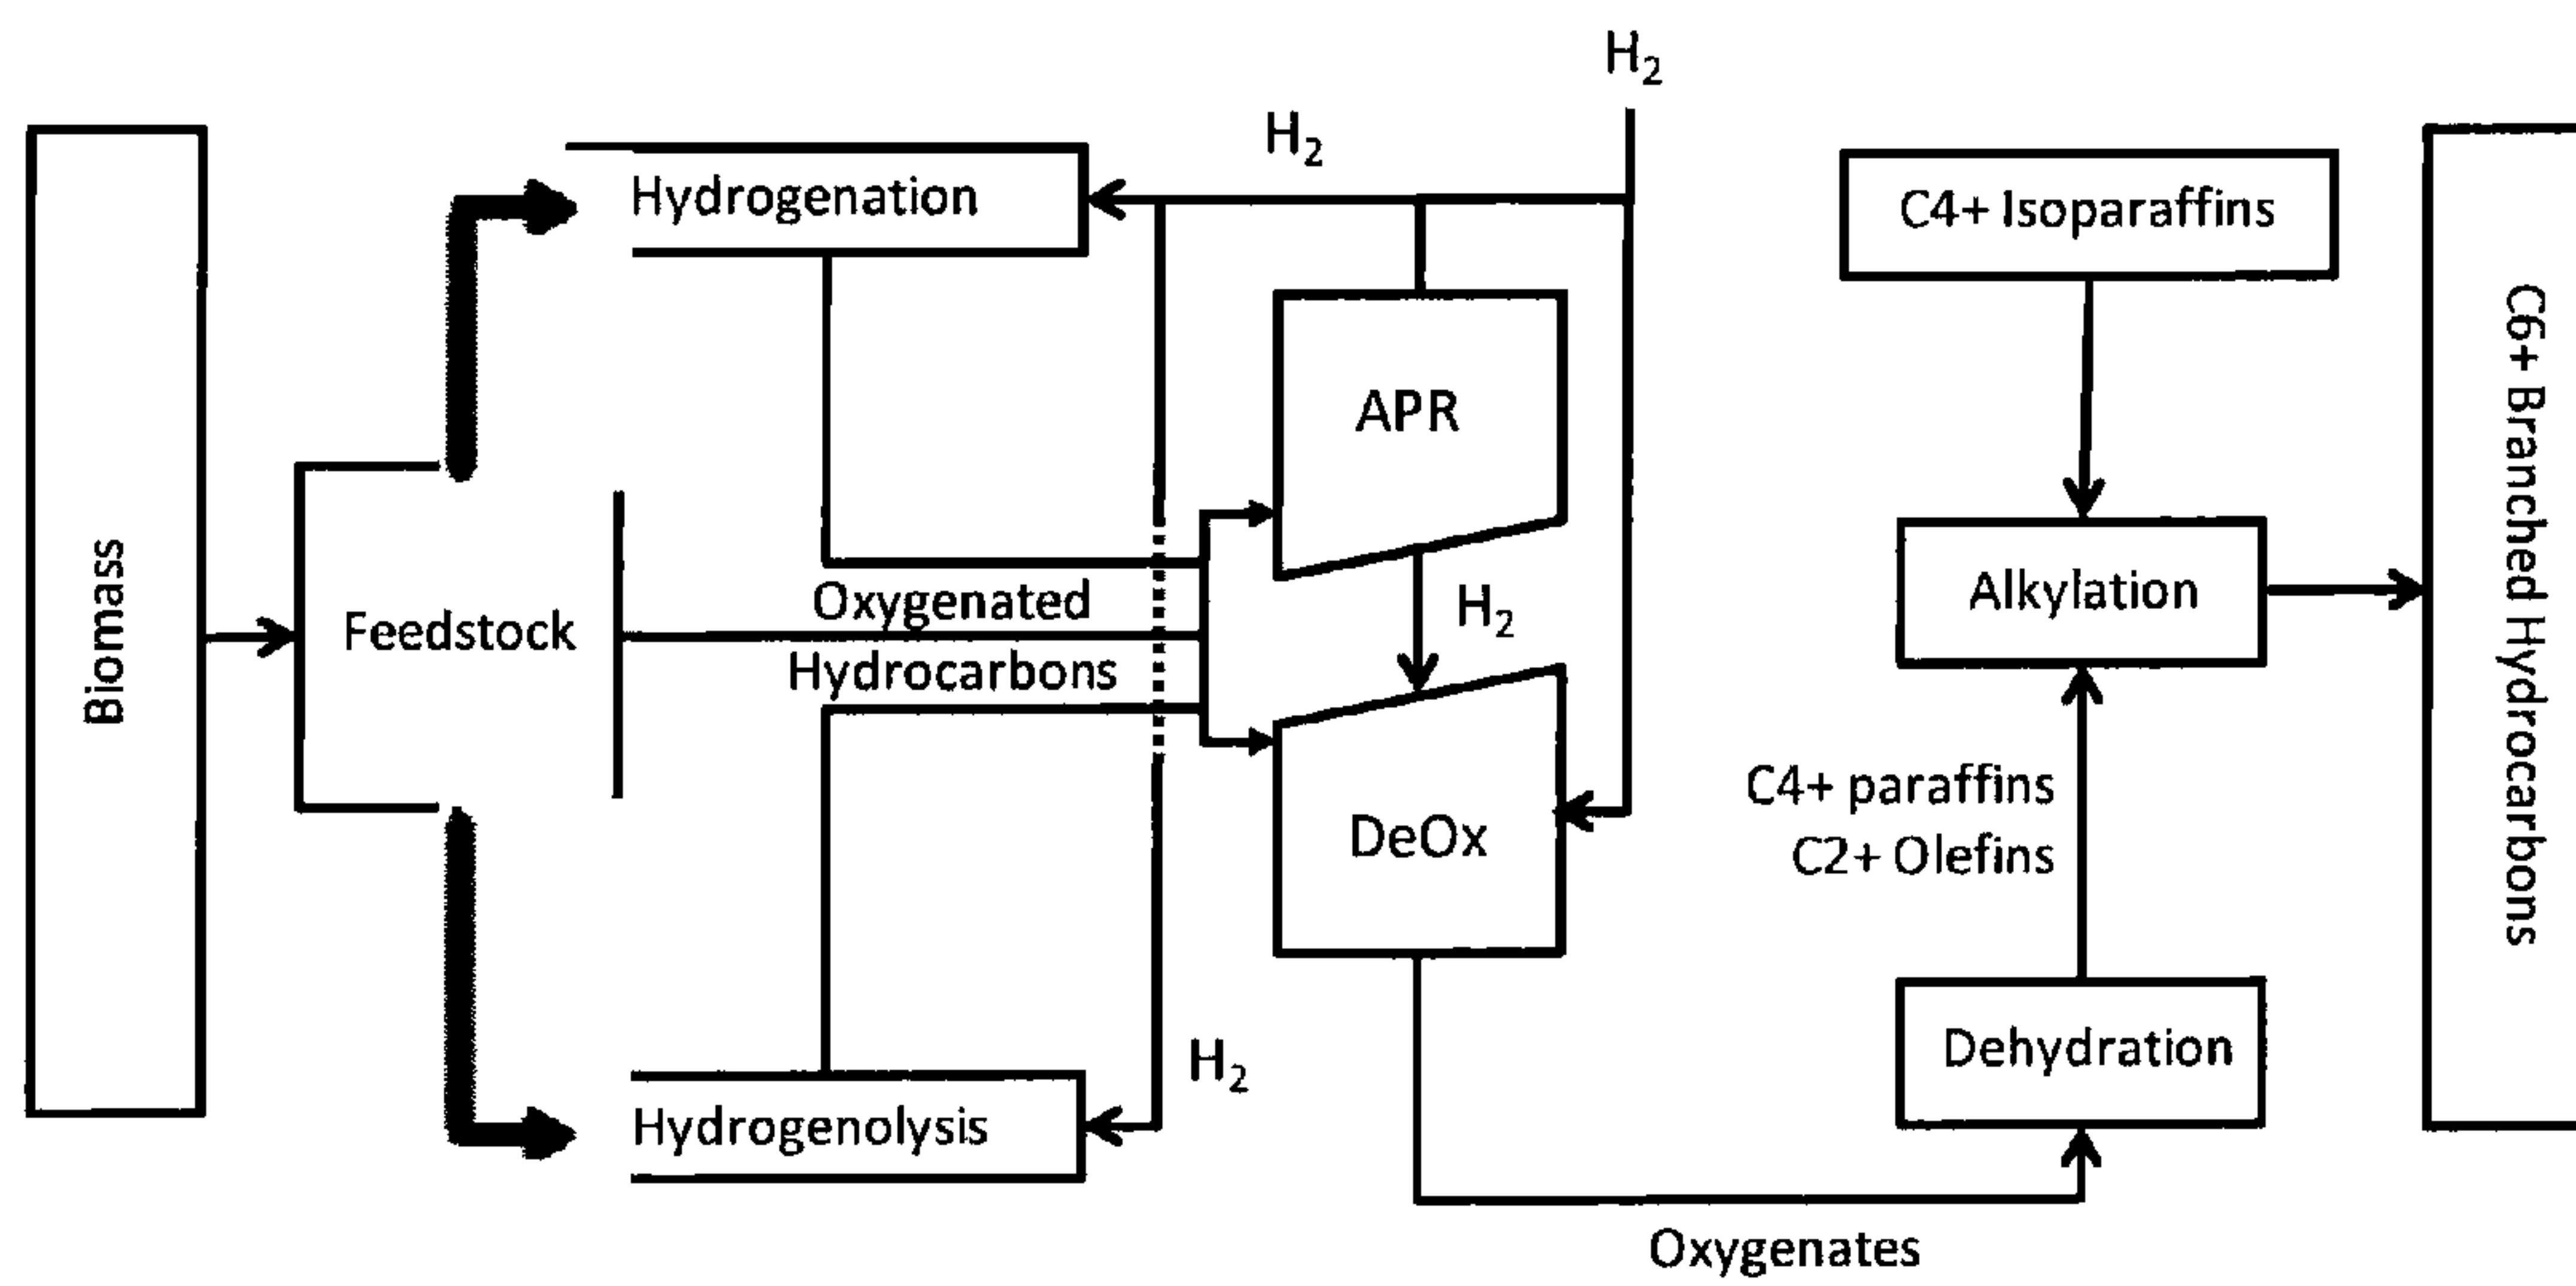 H2
H2
Hydrogenation
C4+ Isoparaffins
APR
Biomass
Feedstock
Oxygenated
Hydrocarbons
H2
Alkylation
C6+ Branched Hydrocarbons
DeOx
C4+ paraffins
C2+ Olefins
H2
Hydrogenolysis
Dehydration
Oxygenates